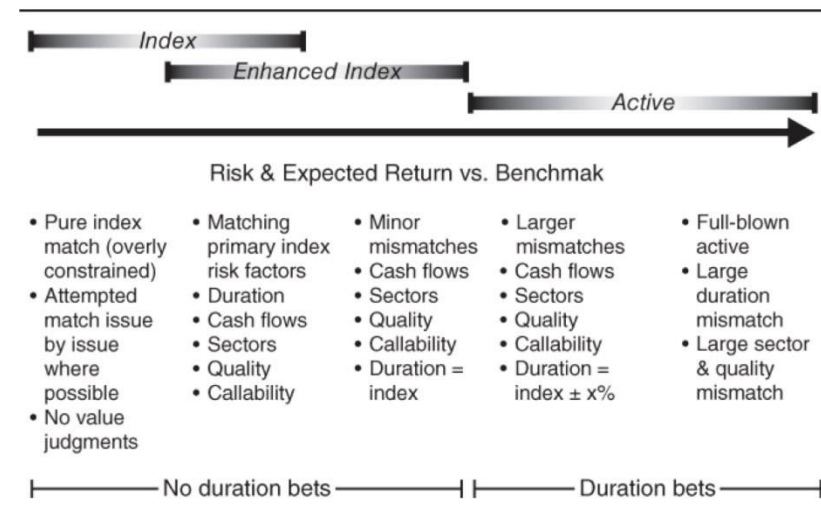 Index
Enhanced Index
Active
Risk & Expected Return vs. Benchmak
• Pure index
match (overly
constrained)
• Attempted
match issue
by issue
where
possible
• No value
judgments
• Matching
primary index
risk factors
• Duration
• Cash flows
• Sectors
• Quality
• Callability
• Minor
mismatches
• Cash flows
• Sectors
• Quality
• Callability
• Duration =
index
• Larger
mismatches
• Cash flows
• Sectors
• Quality
• Callability
• Duration =
index ± x%
• Full-blown
active
• Large
duration
mismatch
• Large sector
& quality
mismatch
No duration bets
Duration bets